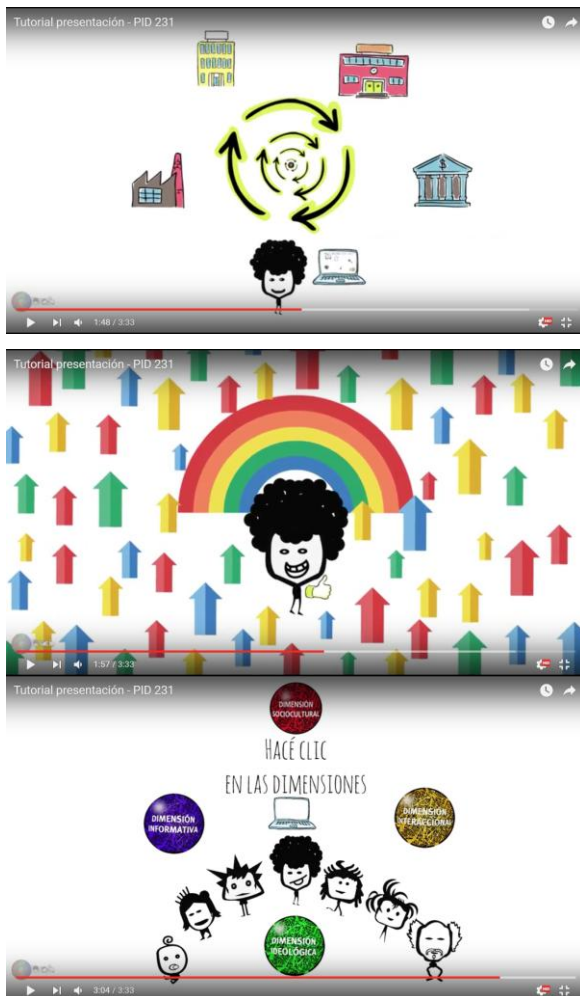 Tutorial presentación - PID 231
$
1:48 / 3:33
Tutorial presentación - PID 231
1:57 / 3:33
Tutorial presentación - PID 231
DIMENSIÓN
SOCIOCULTURAL
HACÉ CLIC
EN LAS DIMENSIONES
DIMENSIÓN
INFORMATIVA
DIMENSIÓN
INTERACCIONAL
DIMENSIÓN
IDEOLÓGICA
3:04 / 3:33